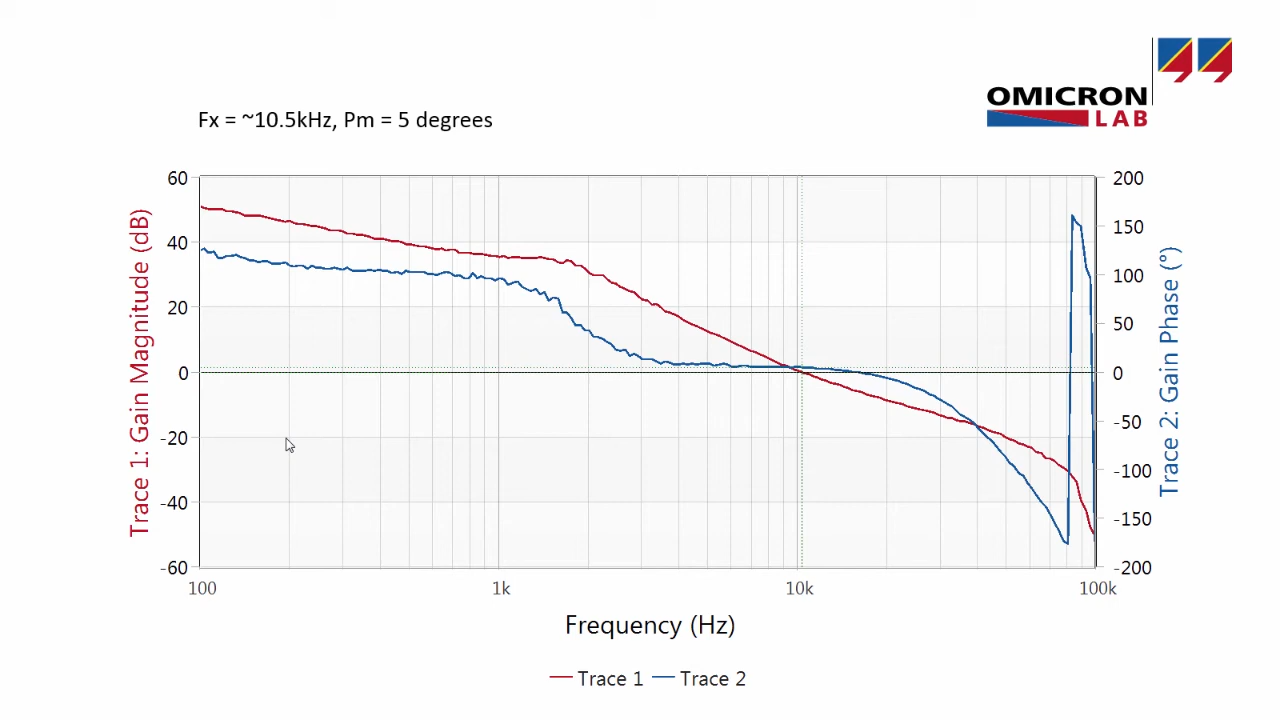 OMICRON
LAB
Fx = ~10.5kHz, Pm = 5 degrees
60
40
20
0
-20
-40
-60
Trace 1: Gain Magnitude (dB)
200
150
100
50
0
-50
-100
-150
-200
Trace 2: Gain Phase (°)
100
1k
10k
100k
Frequency (Hz)
Trace 1
Trace 2